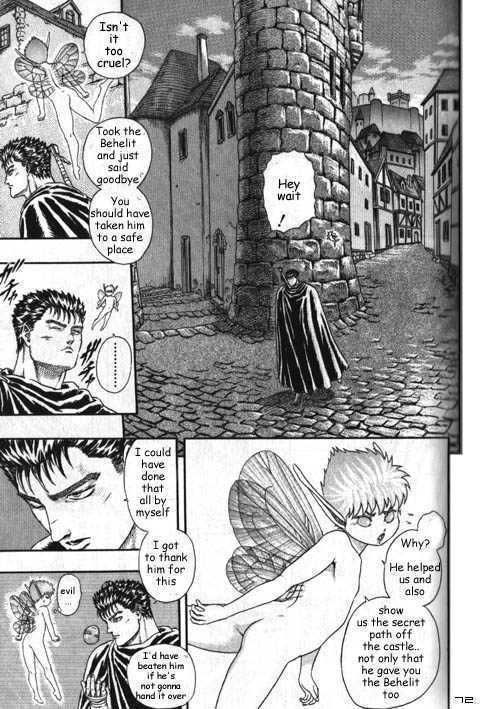 Hey
wait
!
Isn't
it
too
cruel?
Took the
Behelit
and just
said
goodbye
You
should have
taken him
to a safe
place
.........
Why?
He helped
us and
also
show
us the secret
path off
the castle..
not only that
he gave you
the Behelit
too
I could
have
done
that
all by
myself
I got
to thank
him for
this
evil
...
I'd have
beaten him
if he's
not gonna
hand it over
72